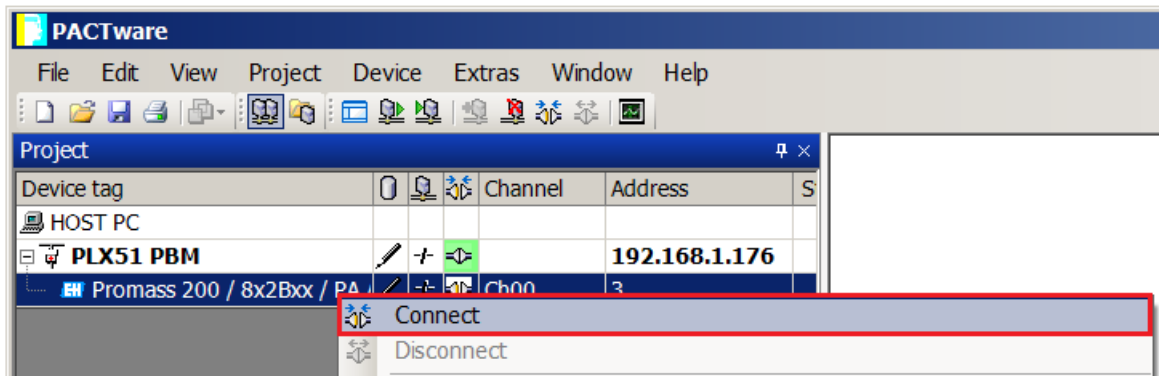 PACTware
File Edit View Project Device Extras Window Help
Project
Device tag Channel Address S
HOST PC
PLX51 PBM 192.168.1.176
EH Promass 200 / 8x2Bxx / PA / Ch00 3
Connect
Disconnect